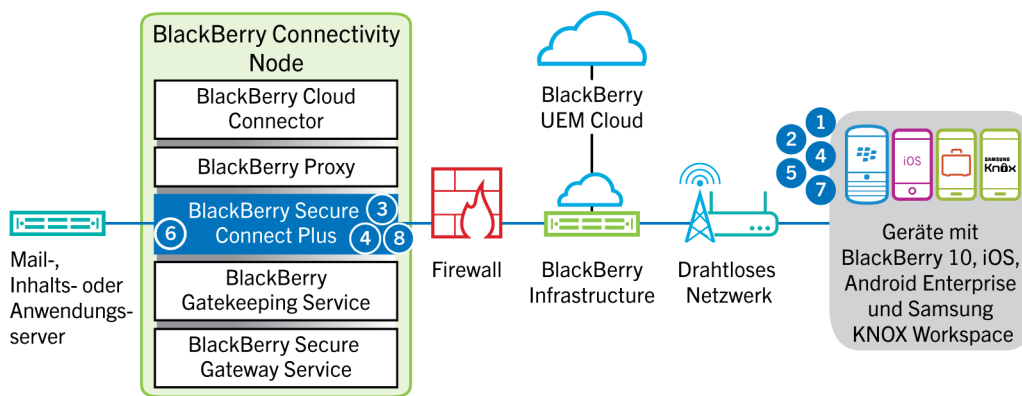 BlackBerry Connectivity
Node
BlackBerry Cloud
Connector
BlackBerry Proxy
BlackBerry Secure
Connect Plus
3
6
4
8
BlackBerry
Gatekeeping Service
BlackBerry Secure
Gateway Service
Mail-,
Inhalts- oder
Anwendungs-
server
Firewall
BlackBerry
UEM Cloud
BlackBerry
Infrastructure
Drahtloses
Netzwerk
1
2
4
5
7
iOS
SAMSUNG
Knox
Geräte mit
BlackBerry 10, iOS,
Android Enterprise
und Samsung
KNOX Workspace